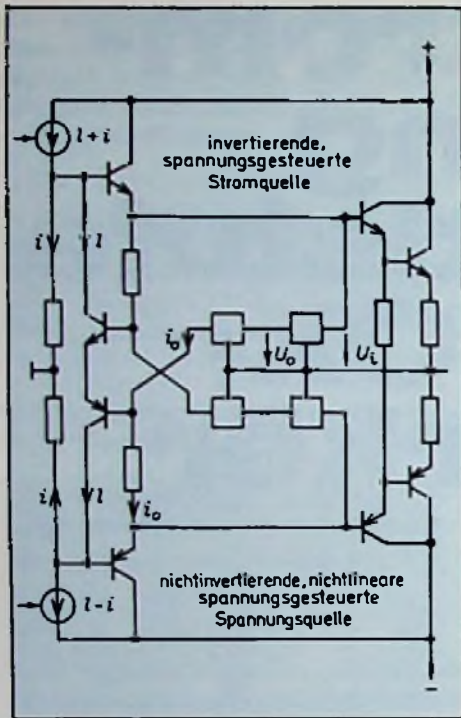 +
I+i
invertierende,
spannungsgesteuerte
Stromquelle
i
I
i₀
U₀
Uᵢ
i
I
i₀
I-i
nichtinvertierende, nichtlineare
spannungsgesteuerte
Spannungsquelle
-